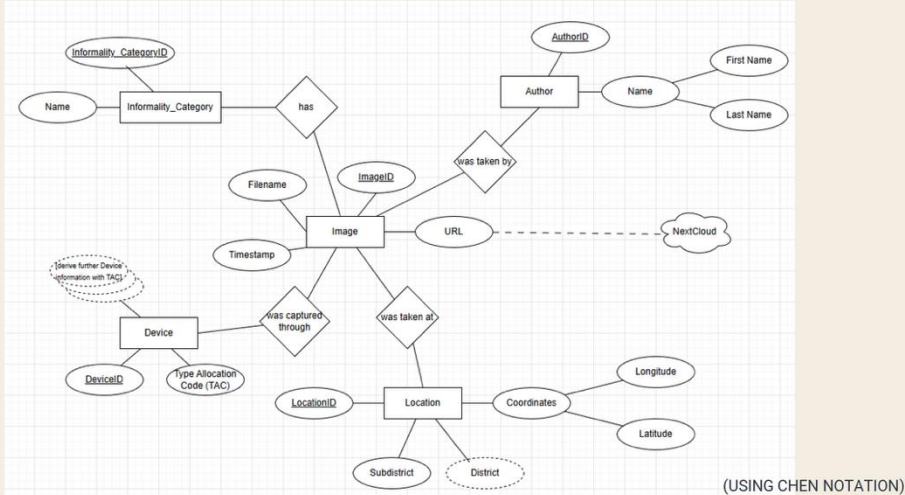 Informality_CategoryID
Name
Informality_Category
has
AuthorID
Author
Name
First Name
Last Name
was taken by
Filename
ImageID
Timestamp
Image
URL
NextCloud
[derive further Device
information with TAC]
Device
was captured
through
was taken at
DeviceID
Type Allocation
Code (TAC)
LocationID
Location
Coordinates
Longitude
Latitude
Subdistrict
District
(USING CHEN NOTATION)